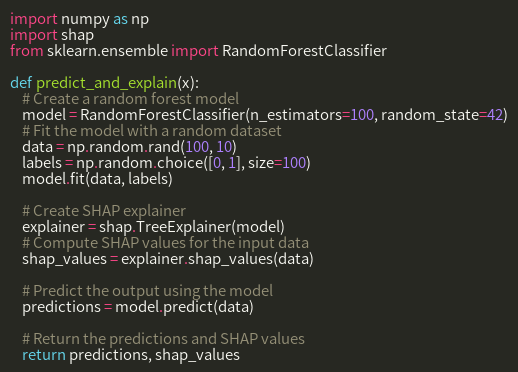 import numpy as np
import shap
from sklearn.ensemble import RandomForestClassifier

def predict_and_explain(x):
    # Create a random forest model
    model = RandomForestClassifier(n_estimators=100, random_state=42)
    # Fit the model with a random dataset
    data = np.random.rand(100, 10)
    labels = np.random.choice([0, 1], size=100)
    model.fit(data, labels)

    # Create SHAP explainer
    explainer = shap.TreeExplainer(model)
    # Compute SHAP values for the input data
    shap_values = explainer.shap_values(data)

    # Predict the output using the model
    predictions = model.predict(data)

    # Return the predictions and SHAP values
    return predictions, shap_values